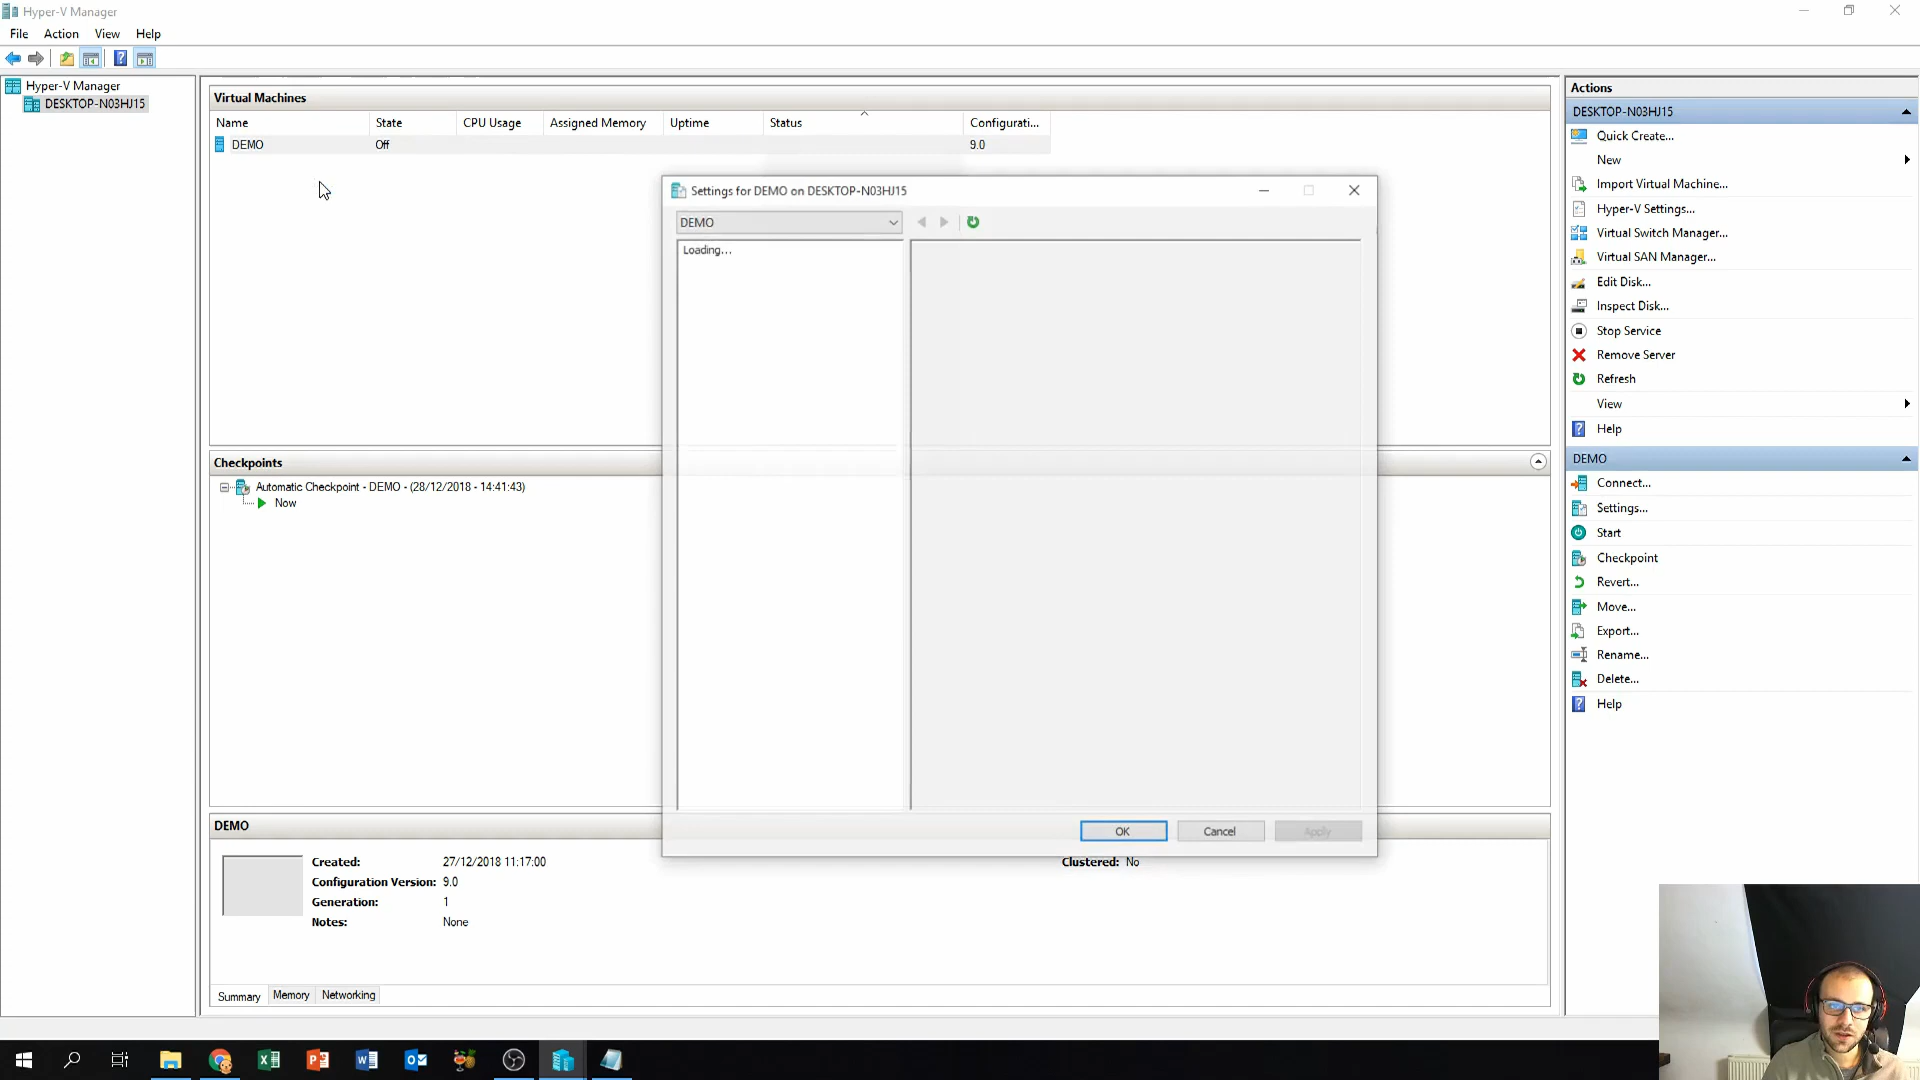 Hyper-V Manager
File Action View Help
Hyper-V Manager
DESKTOP-N03HJ15
Virtual Machines
Name State CPU Usage Assigned Memory Uptime Status Configurati...
DEMO Off 9.0
Settings for DEMO on DESKTOP-N03HJ15
DEMO
Loading...
OK Cancel Apply
Checkpoints
Automatic Checkpoint - DEMO - (28/12/2018 - 14:41:43)
Now
DEMO
Created: 27/12/2018 11:17:00 Clustered: No
Configuration Version: 9.0
Generation: 1
Notes: None
Summary Memory Networking
Actions
DESKTOP-N03HJ15
Quick Create...
New
Import Virtual Machine...
Hyper-V Settings...
Virtual Switch Manager...
Virtual SAN Manager...
Edit Disk...
Inspect Disk...
Stop Service
Remove Server
Refresh
View
Help
DEMO
Connect...
Settings...
Start
Checkpoint
Revert...
Move...
Export...
Rename...
Delete...
Help